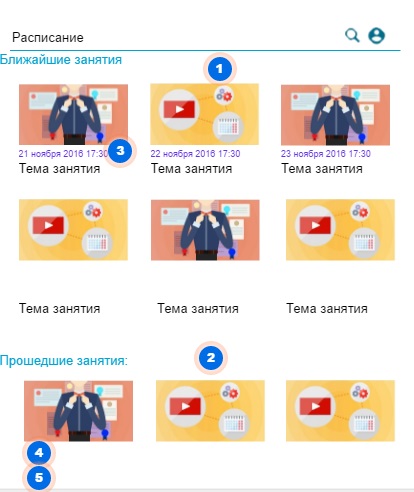 Расписание
Ближайшие занятия
1
21 ноября 2016 17:30 22 ноября 2016 17:30 23 ноября 2016 17:30
3
Тема занятия Тема занятия Тема занятия
Тема занятия Тема занятия Тема занятия
2
Прошедшие занятия:
4
5